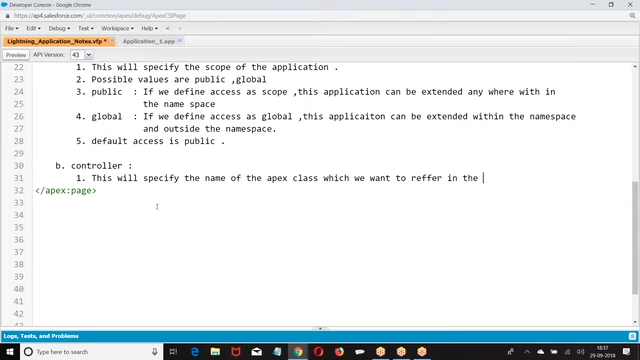 Developer Console - Google Chrome
https://ap4.salesforce.com/_ui/common/apex/debug/ApexCSIPage
File Edit Debug Test Workspace Help < >
Lightning_Application_Notes.vfp * Application_1.app
Preview API Version: 43
22 1. This will specify the scope of the application .
23 2. Possible values are public ,global
24 3. public : If we define access as scope ,this application can be extended any where with in
25 the name space
26 4. global : If we define access as global ,this applicaiton can be extended within the namespace
27 and outside the namespace.
28 5. default access is public .
29
30 b. controller :
31 1. This will specify the name of the apex class which we want to reffer in the
32 </apex:page>
33
34
35
36
37
38
39
40
41
42
Logs, Tests, and Problems
Type here to search
18:37
29-09-2018